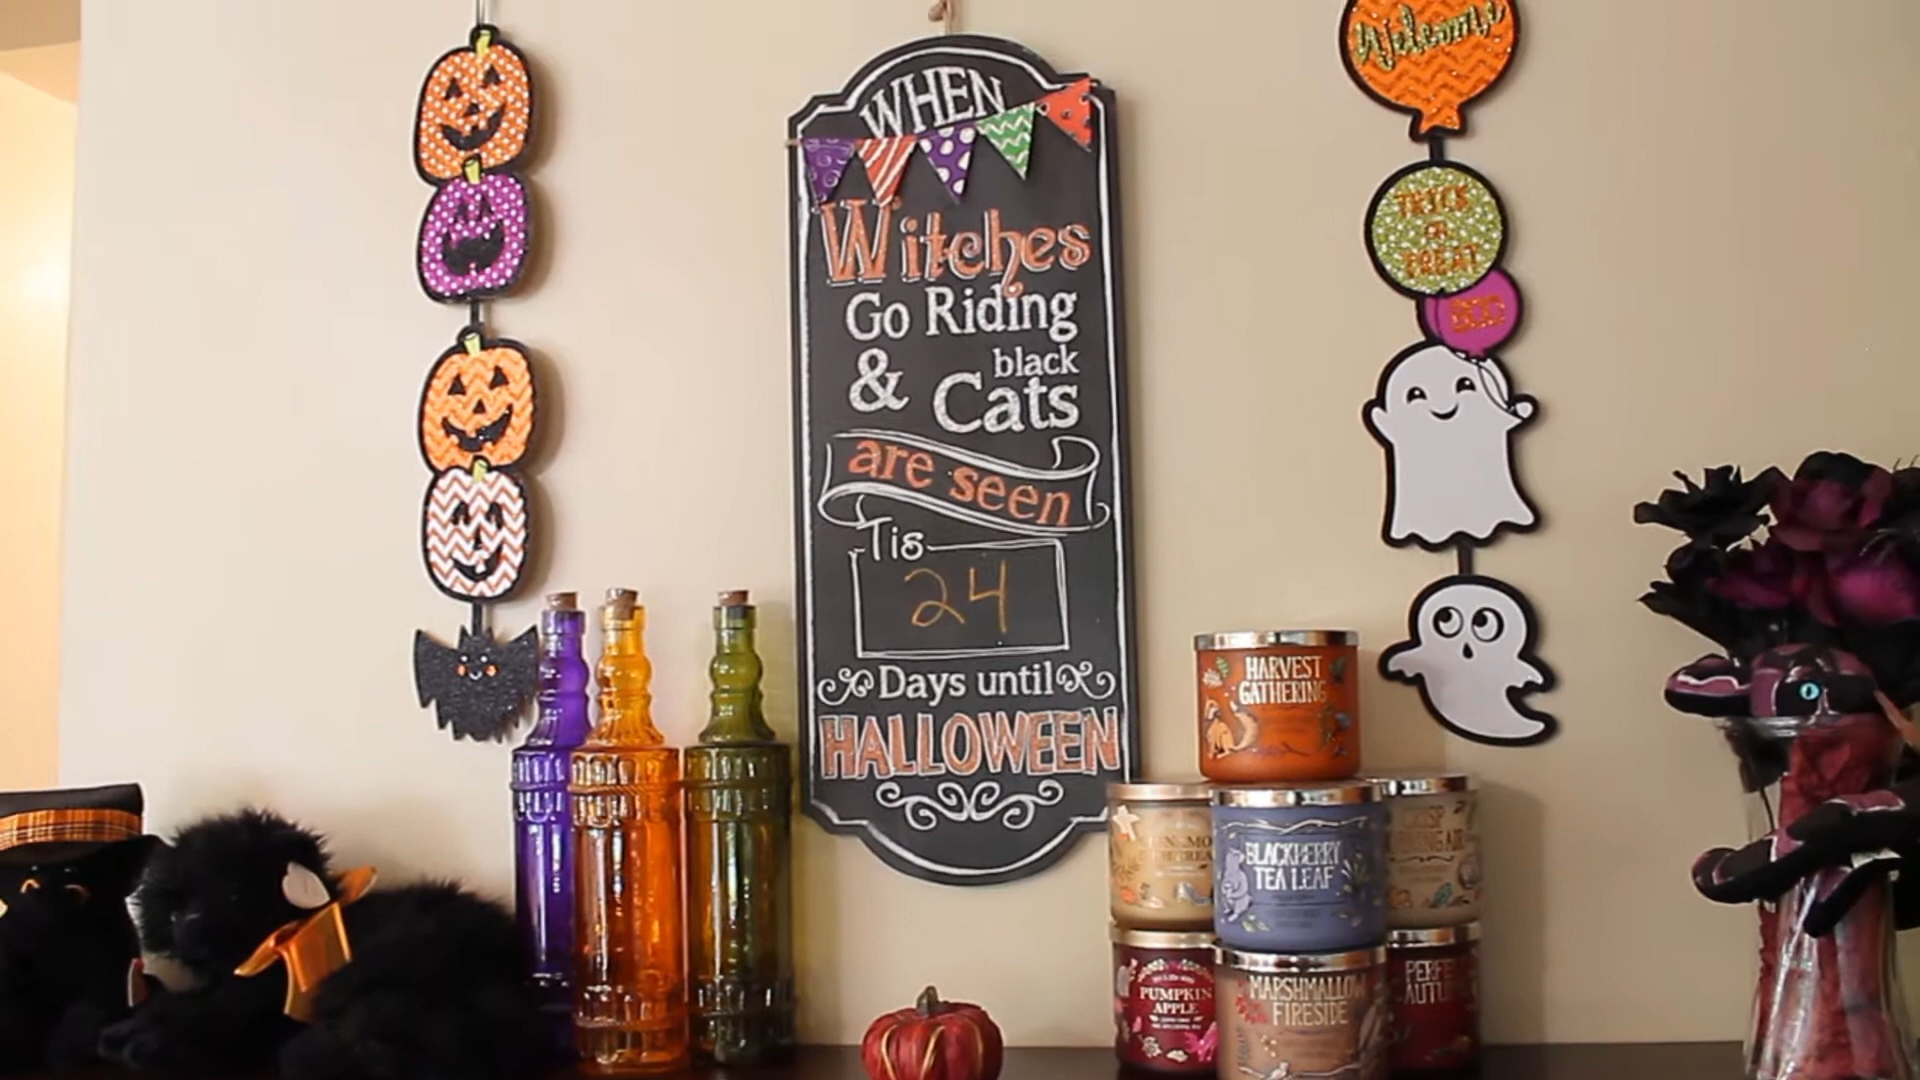 WHEN
Witches
Go Riding
& black
Cats
are seen
Tis
24
Days until
HALLOWEEN
Welcome
TRICK
OR
TREAT
BOO
HARVEST
GATHERING
BLACKBERRY
TEA LEAF
PUMPKIN
APPLE
MARSHMALLOW
FIRESIDE